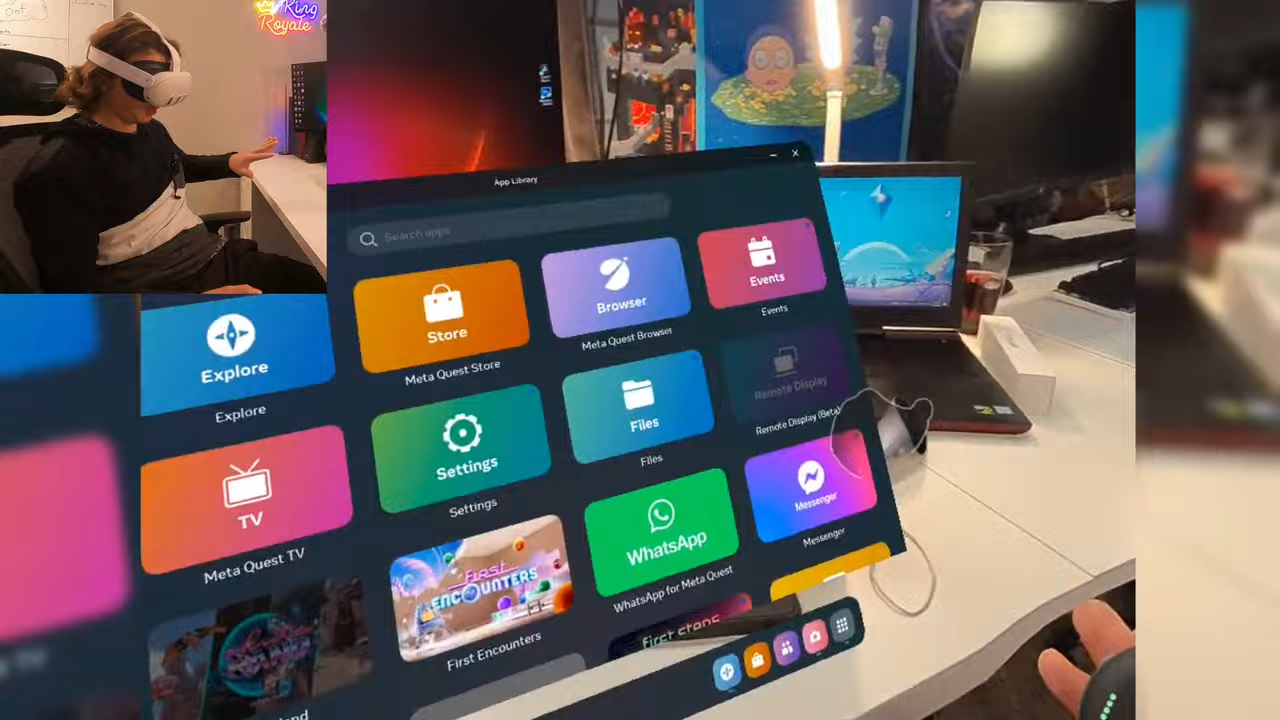 King
Royale
App Library
Search apps
Explore
Explore
Store
Meta Quest Store
Browser
Meta Quest Browser
Events
Events
TV
Meta Quest TV
Settings
Settings
Files
Files
Remote Display
Remote Display (Beta)
FIRST
ENCOUNTERS
First Encounters
WhatsApp
WhatsApp for Meta Quest
Messenger
Messenger
first steps